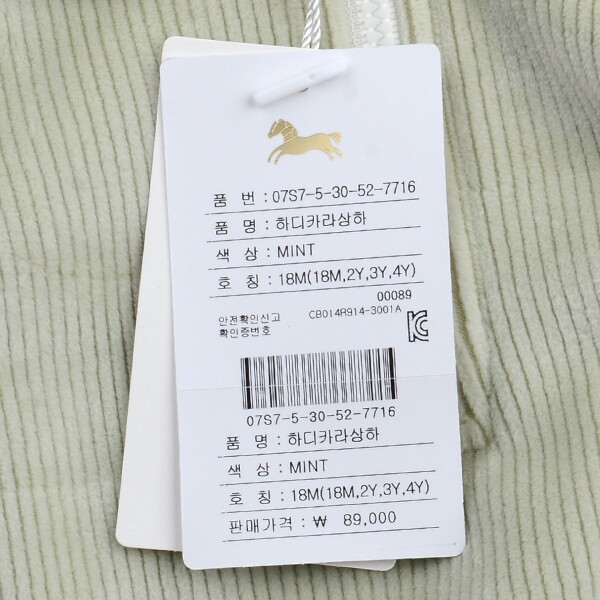 품 번 : 07S7-5-30-52-7716
품 명 : 하디카라상하
색 상 : MINT
호 칭 : 18M(18M,2Y,3Y,4Y)
00089
안전확인신고 CB014R914-3001A
확인증번호
KC
07S7-5-30-52-7716
품 명 : 하디카라상하
색 상 : MINT
호 칭 : 18M(18M,2Y,3Y,4Y)
판매가격 : ₩ 89,000